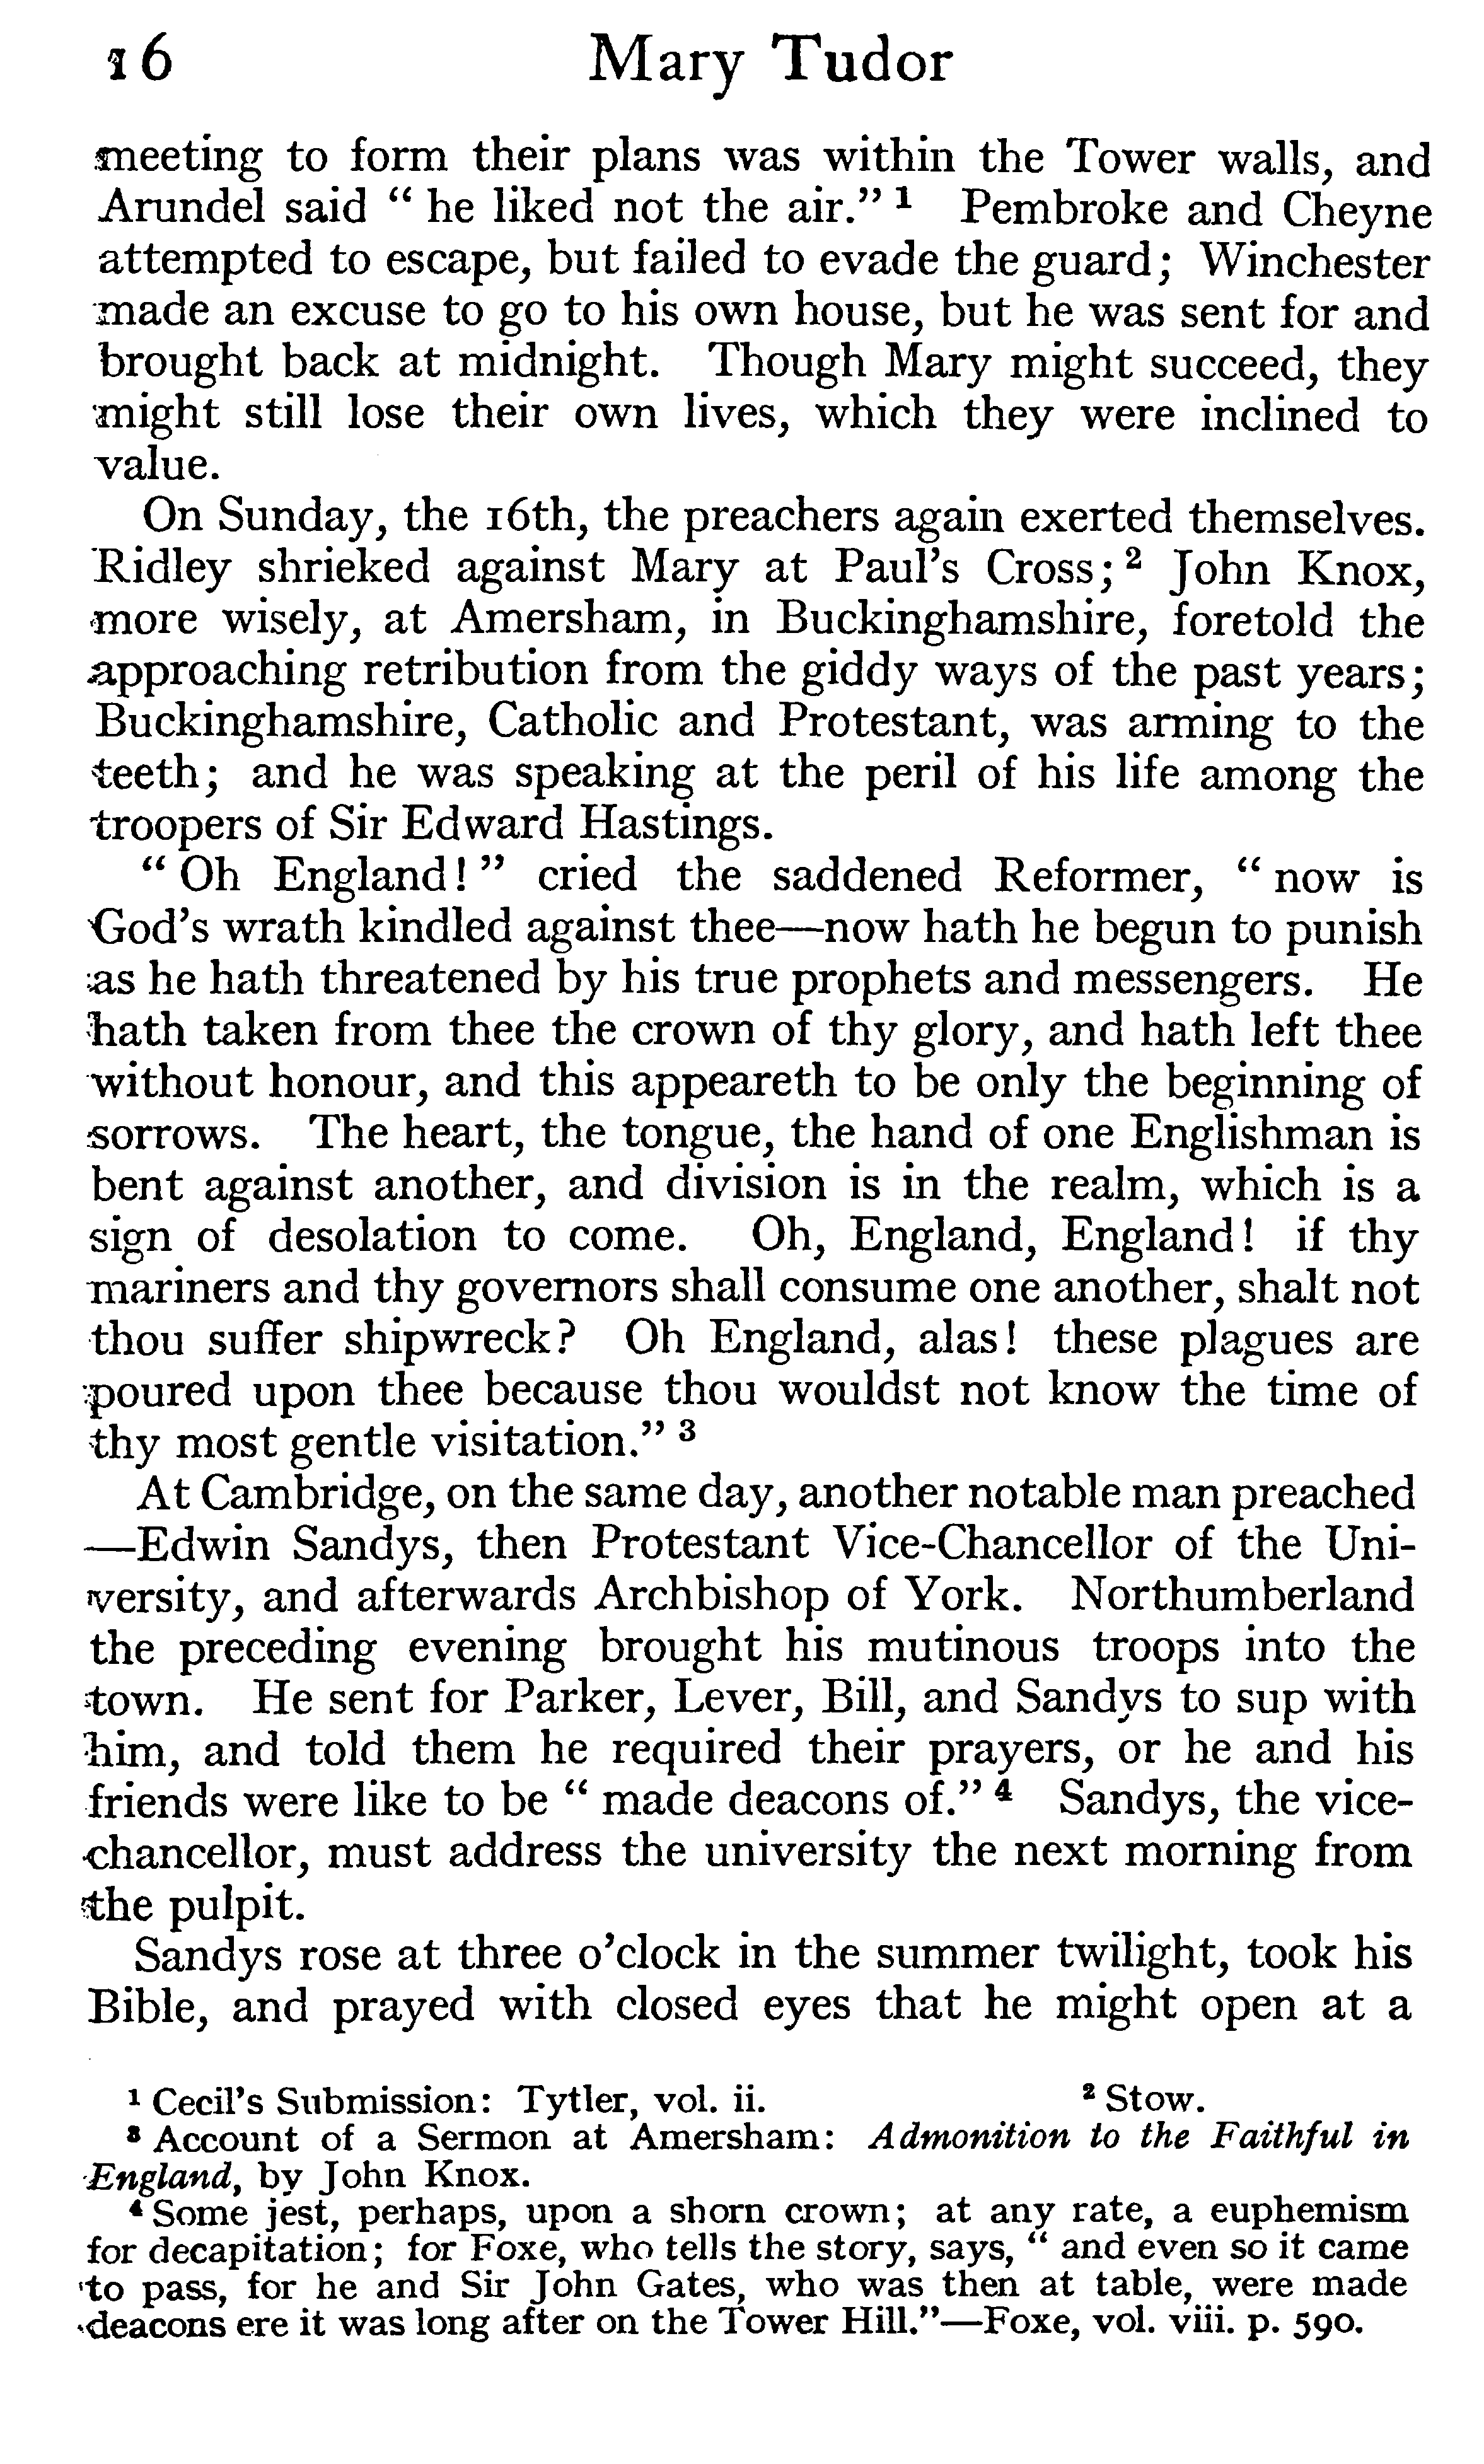 16 Mary Tudor
meeting to form their plans was within the Tower walls, and
Arundel said “ he liked not the air.” 1 Pembroke and Cheyne
attempted to escape, but failed to evade the guard; Winchester
made an excuse to go to his own house, but he was sent for and
brought back at midnight. Though Mary might succeed, they
might still lose their own lives, which they were inclined to
value.
On Sunday, the 16th, the preachers again exerted themselves.
Ridley shrieked against Mary at Paul’s Cross; 2 John Knox,
more wisely, at Amersham, in Buckinghamshire, foretold the
approaching retribution from the giddy ways of the past years;
Buckinghamshire, Catholic and Protestant, was arming to the
teeth; and he was speaking at the peril of his life among the
troopers of Sir Edward Hastings.
“ Oh England! ” cried the saddened Reformer, “ now is
God’s wrath kindled against thee—now hath he begun to punish
as he hath threatened by his true prophets and messengers. He
hath taken from thee the crown of thy glory, and hath left thee
without honour, and this appeareth to be only the beginning of
sorrows. The heart, the tongue, the hand of one Englishman is
bent against another, and division is in the realm, which is a
sign of desolation to come. Oh, England, England! if thy
mariners and thy governors shall consume one another, shalt not
thou suffer shipwreck? Oh England, alas! these plagues are
poured upon thee because thou wouldst not know the time of
thy most gentle visitation.” 3
At Cambridge, on the same day, another notable man preached
—Edwin Sandys, then Protestant Vice-Chancellor of the Uni-
versity, and afterwards Archbishop of York. Northumberland
the preceding evening brought his mutinous troops into the
town. He sent for Parker, Lever, Bill, and Sandys to sup with
him, and told them he required their prayers, or he and his
friends were like to be “ made deacons of.” 4 Sandys, the vice-
chancellor, must address the university the next morning from
the pulpit.
Sandys rose at three o’clock in the summer twilight, took his
Bible, and prayed with closed eyes that he might open at a
1 Cecil’s Submission: Tytler, vol. ii. 2 Stow.
3 Account of a Sermon at Amersham: Admonition to the Faithful in
England, by John Knox.
4 Some jest, perhaps, upon a shorn crown; at any rate, a euphemism
for decapitation; for Foxe, who tells the story, says, “ and even so it came
to pass, for he and Sir John Gates, who was then at table, were made
deacons ere it was long after on the Tower Hill.”—Foxe, vol. viii. p. 590.